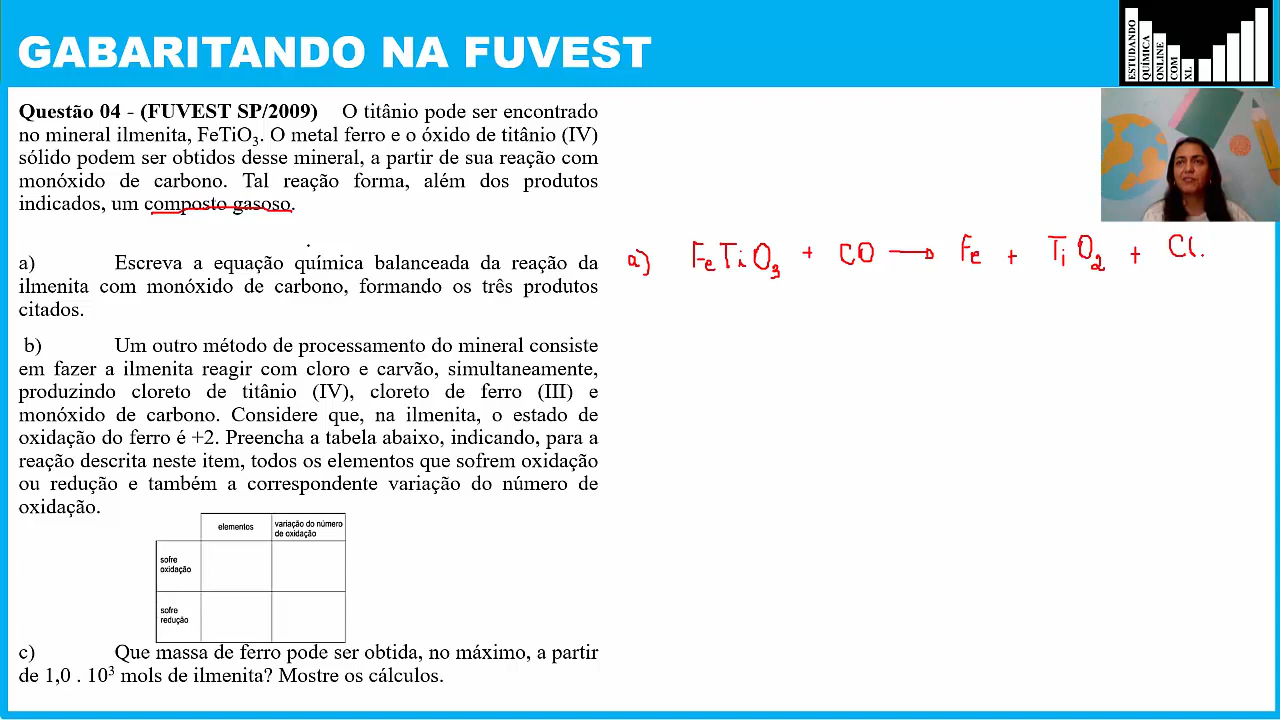 GABARITANDO NA FUVEST
ESTUDANDO
QUÍMICA
ONLINE
COM
XL
Questão 04 - (FUVEST SP/2009) O titânio pode ser encontrado
no mineral ilmenita, FeTiO₃. O metal ferro e o óxido de titânio (IV)
sólido podem ser obtidos desse mineral, a partir de sua reação com
monóxido de carbono. Tal reação forma, além dos produtos
indicados, um composto gasoso.
a) Escreva a equação química balanceada da reação da
ilmenita com monóxido de carbono, formando os três produtos
citados.
b) Um outro método de processamento do mineral consiste
em fazer a ilmenita reagir com cloro e carvão, simultaneamente,
produzindo cloreto de titânio (IV), cloreto de ferro (III) e
monóxido de carbono. Considere que, na ilmenita, o estado de
oxidação do ferro é +2. Preencha a tabela abaixo, indicando, para a
reação descrita neste item, todos os elementos que sofrem oxidação
ou redução e também a correspondente variação do número de
oxidação.
elementos
variação do número
de oxidação
sofre
oxidação
sofre
redução
c) Que massa de ferro pode ser obtida, no máximo, a partir
de 1,0 . 10³ mols de ilmenita? Mostre os cálculos.
a) FeTiO₃ + CO → Fe + TiO₂ + Cl